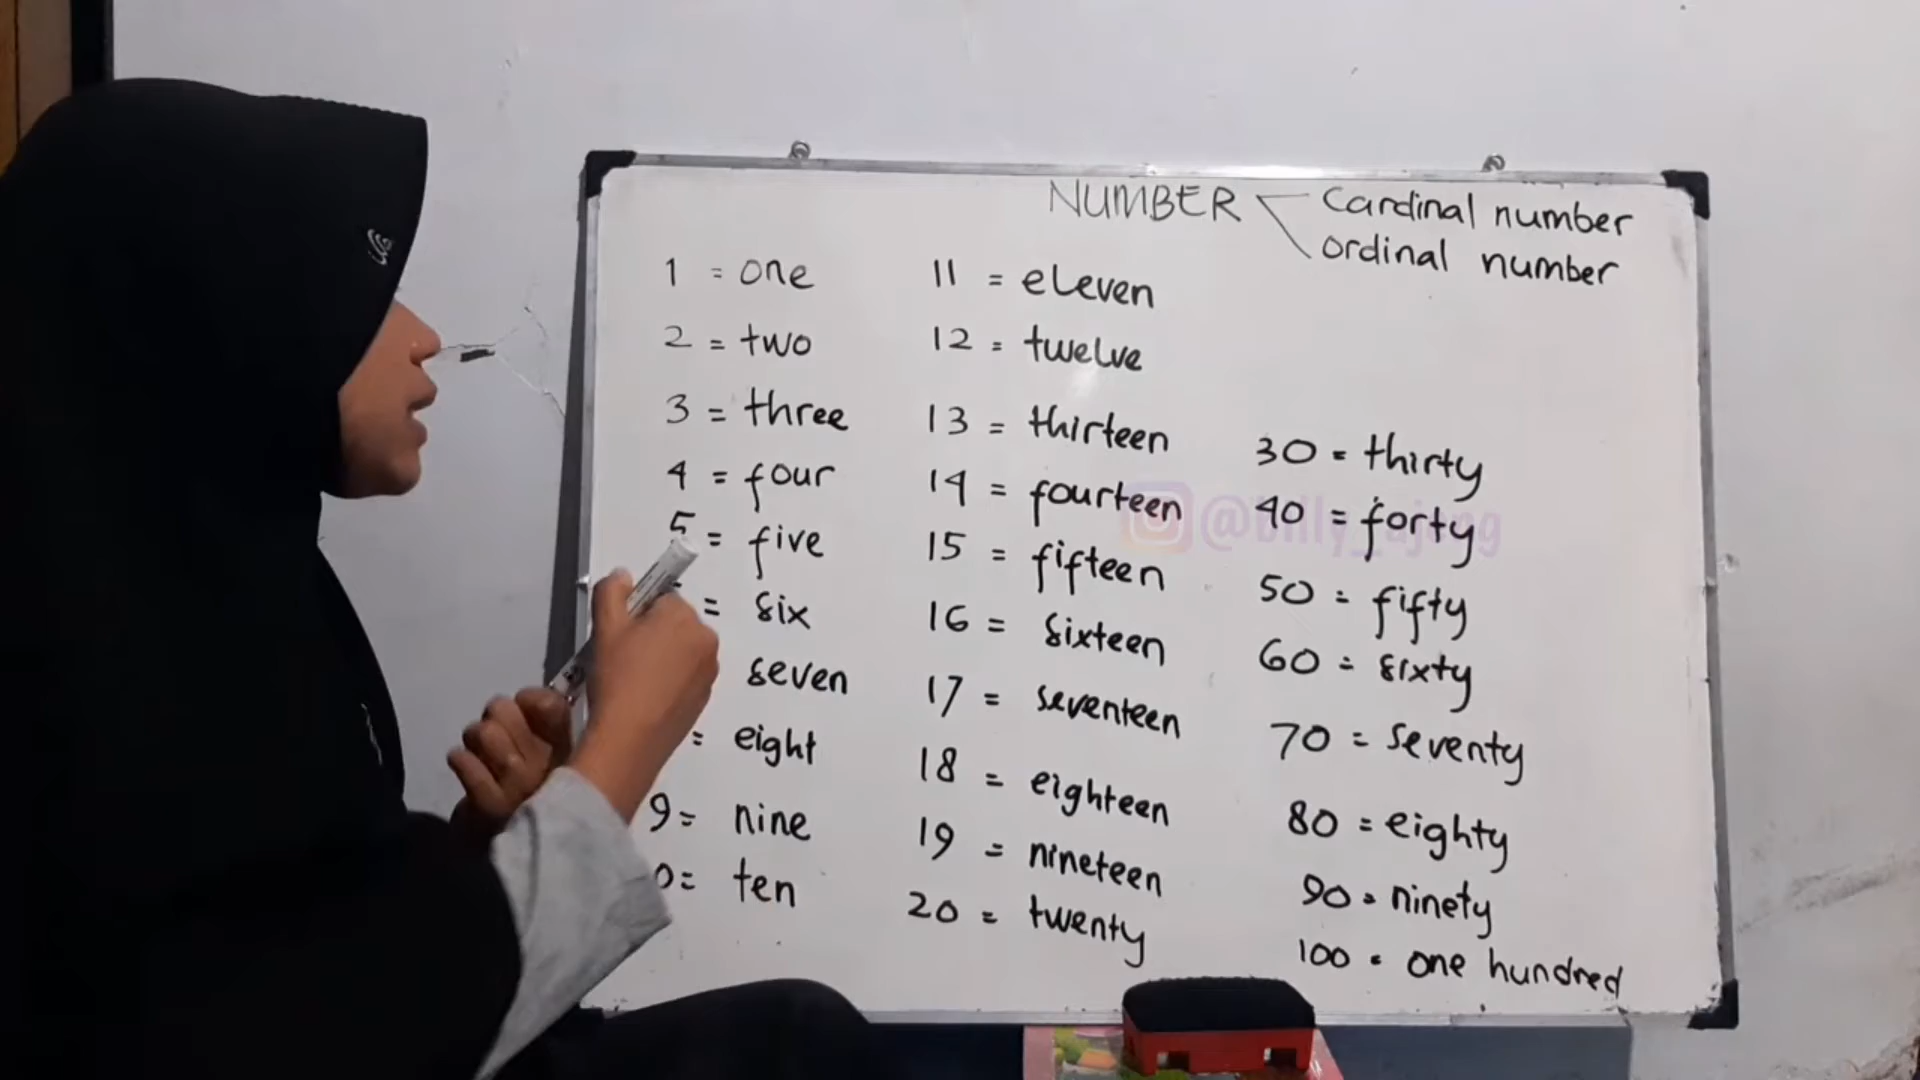 NUMBER
Cardinal number
ordinal number
1 = one
2 = two
3 = three
4 = four
5 = five
= six
seven
= eight
9 = nine
0 = ten
11 = eleven
12 = twelve
13 = thirteen
14 = fourteen
15 = fifteen
16 = sixteen
17 = seventeen
18 = eighteen
19 = nineteen
20 = twenty
30 = thirty
40 = forty
50 = fifty
60 = sixty
70 = seventy
80 = eighty
90 = ninety
100 = one hundred